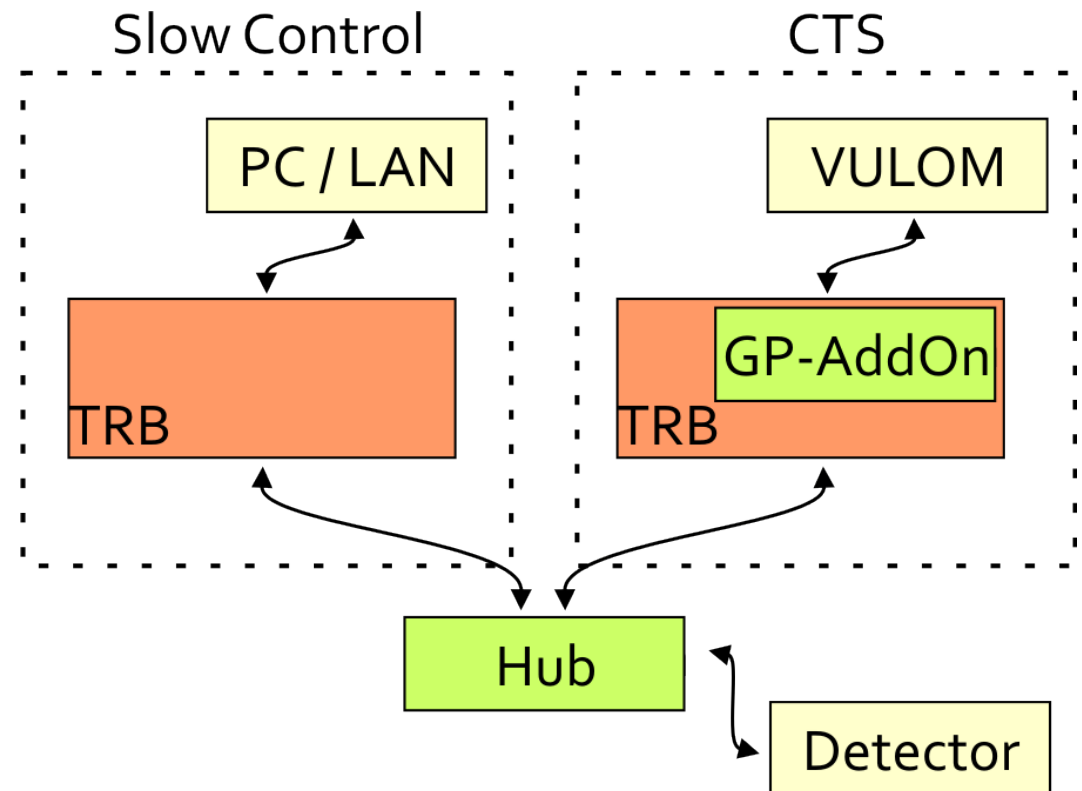 Slow Control
CTS
PC / LAN
VULOM
GP-AddOn
TRB
TRB
Hub
Detector